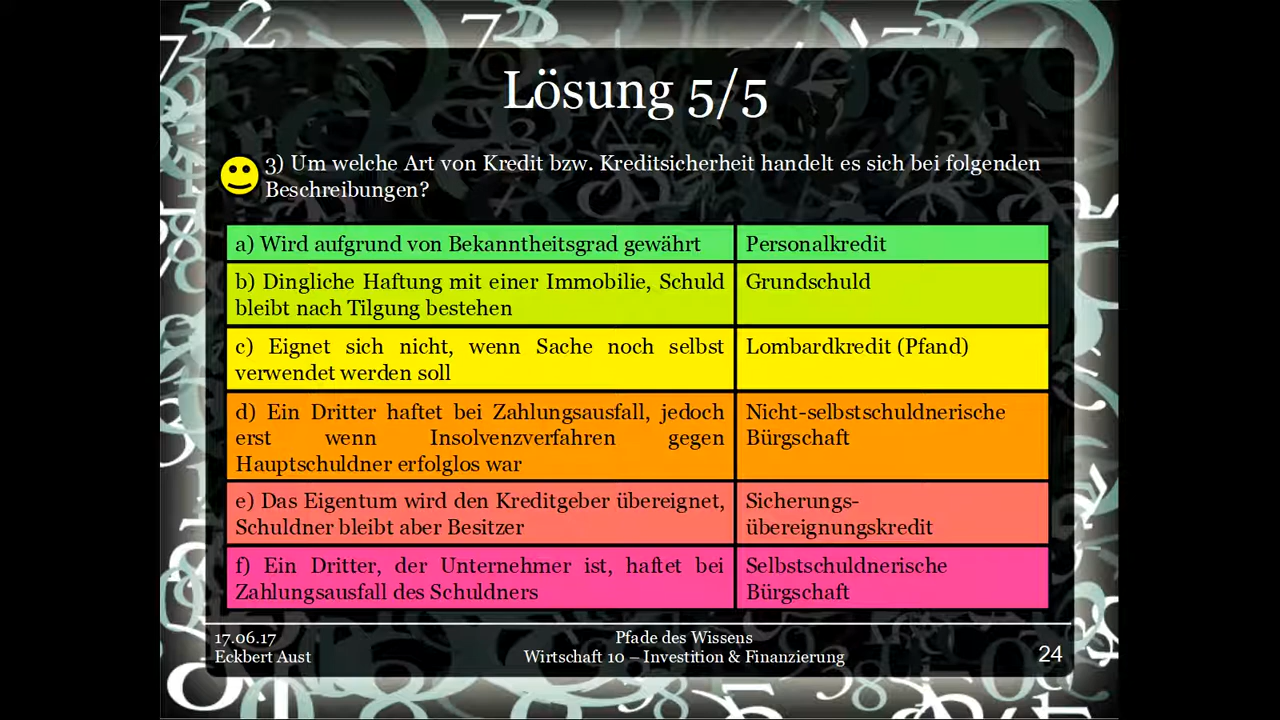 Lösung 5/5
3) Um welche Art von Kredit bzw. Kreditsicherheit handelt es sich bei folgenden
Beschreibungen?
a) Wird aufgrund von Bekanntheitsgrad gewährt
Personalkredit
b) Dingliche Haftung mit einer Immobilie, Schuld
bleibt nach Tilgung bestehen
Grundschuld
c) Eignet sich nicht, wenn Sache noch selbst
verwendet werden soll
Lombardkredit (Pfand)
d) Ein Dritter haftet bei Zahlungsausfall, jedoch
erst wenn Insolvenzverfahren gegen
Hauptschuldner erfolglos war
Nicht-selbstschuldnerische
Bürgschaft
e) Das Eigentum wird den Kreditgeber übereignet,
Schuldner bleibt aber Besitzer
Sicherungs-
übereignungskredit
f) Ein Dritter, der Unternehmer ist, haftet bei
Zahlungsausfall des Schuldners
Selbstschuldnerische
Bürgschaft
17.06.17
Eckbert Aust
Pfade des Wissens
Wirtschaft 10 – Investition & Finanzierung
24